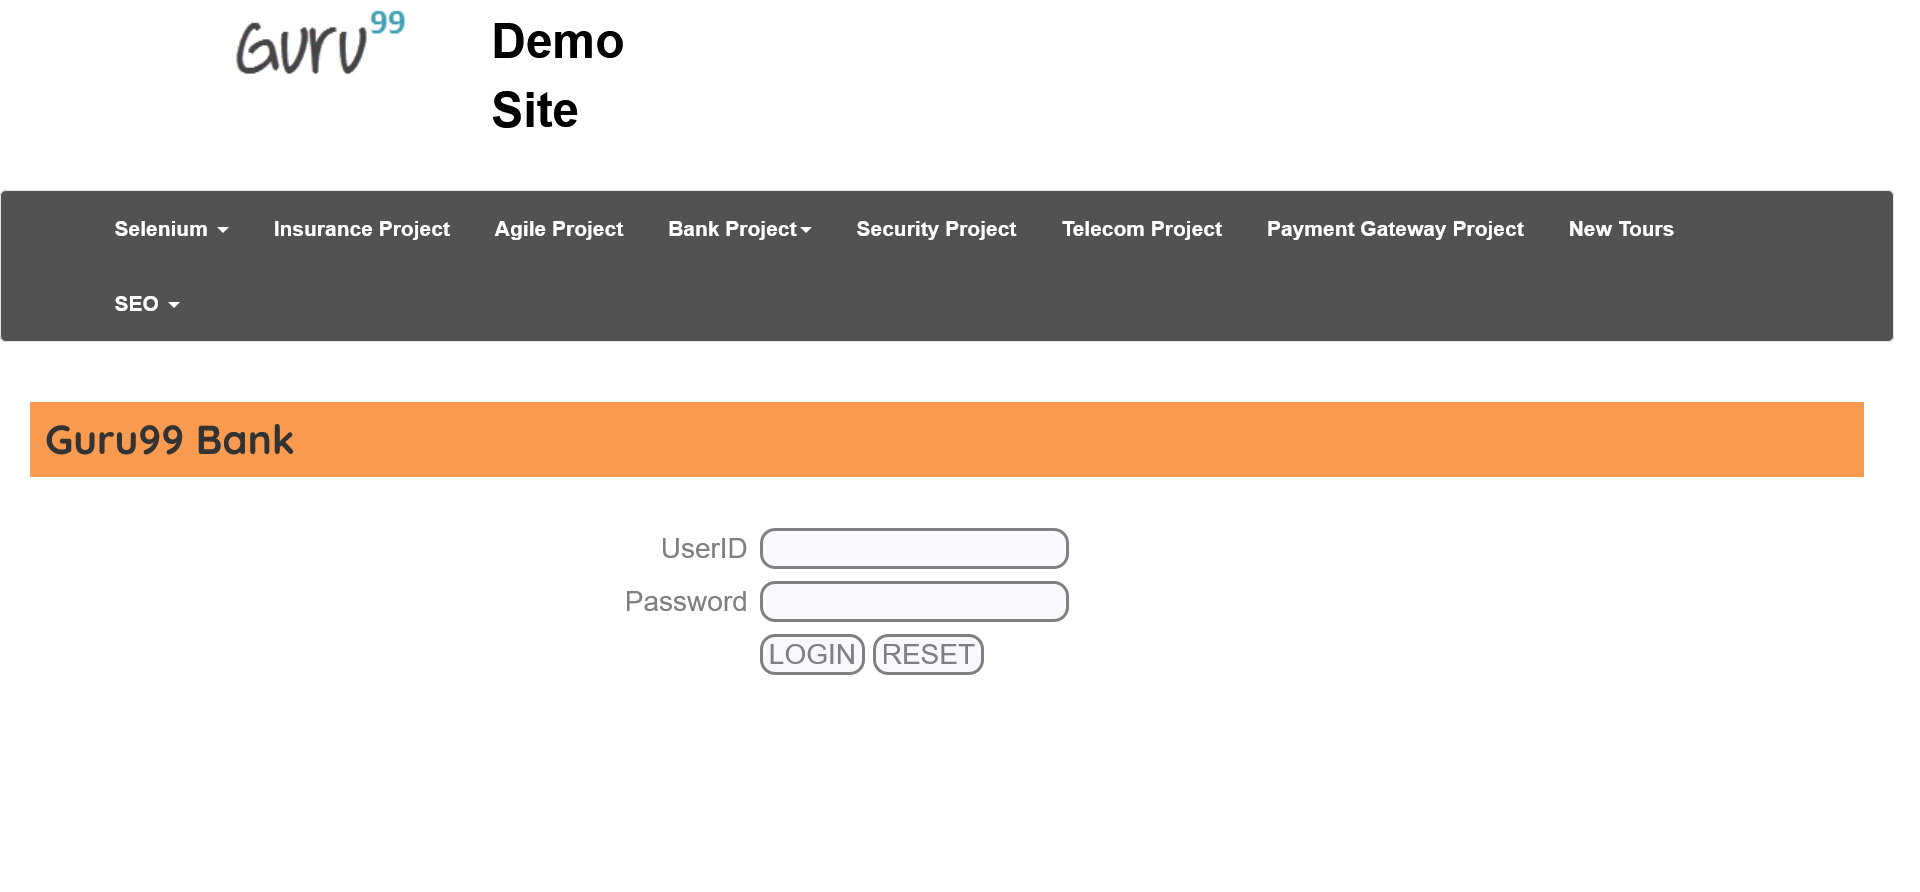 Guru99
Demo
Site
Selenium
Insurance Project
Agile Project
Bank Project
Security Project
Telecom Project
Payment Gateway Project
New Tours
SEO
Guru99 Bank
UserID
Password
LOGIN RESET